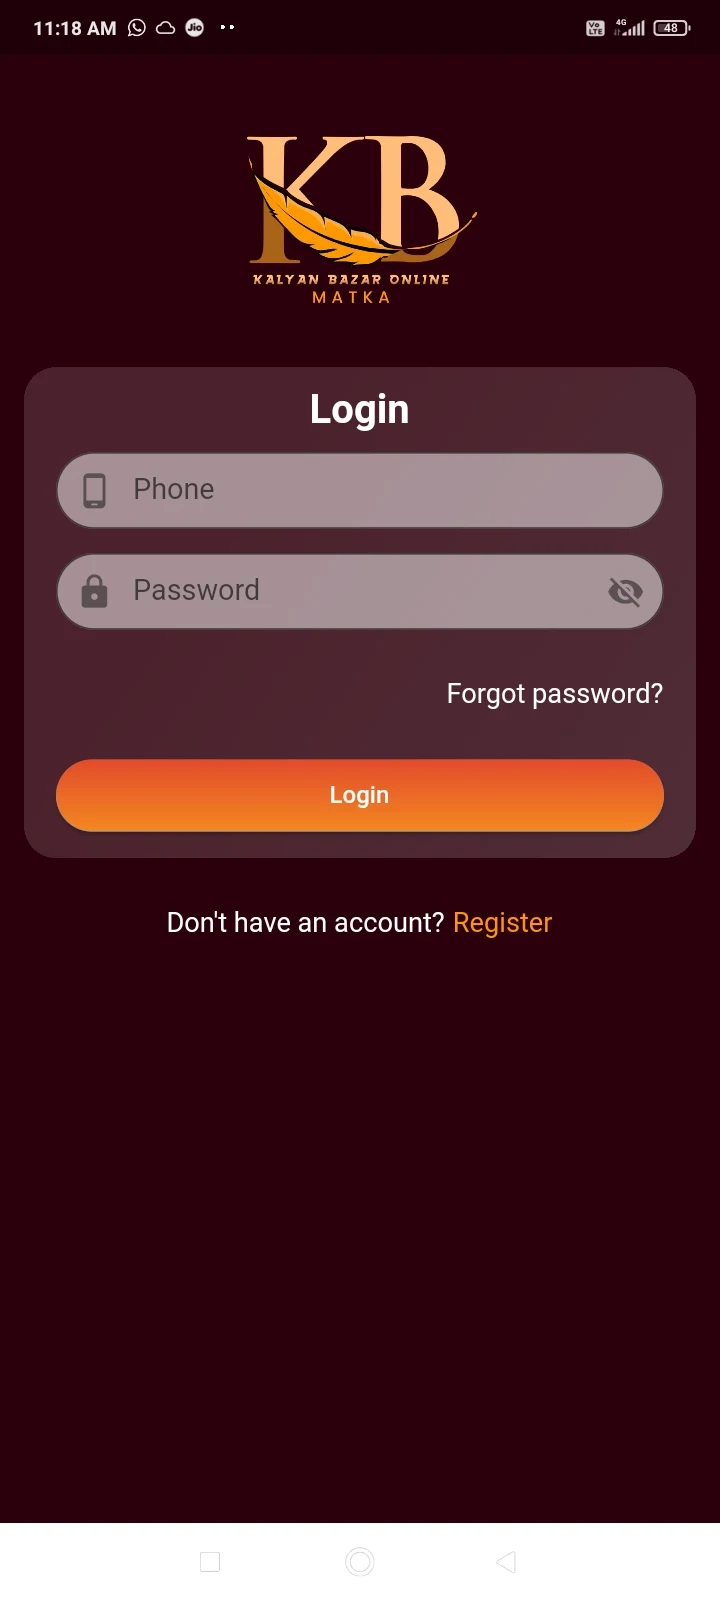 11:18 AM Jio Vo LTE 4G 48
KB
KALYAN BAZAR ONLINE
MATKA
Login
Phone
Password
Forgot password?
Login
Don't have an account? Register